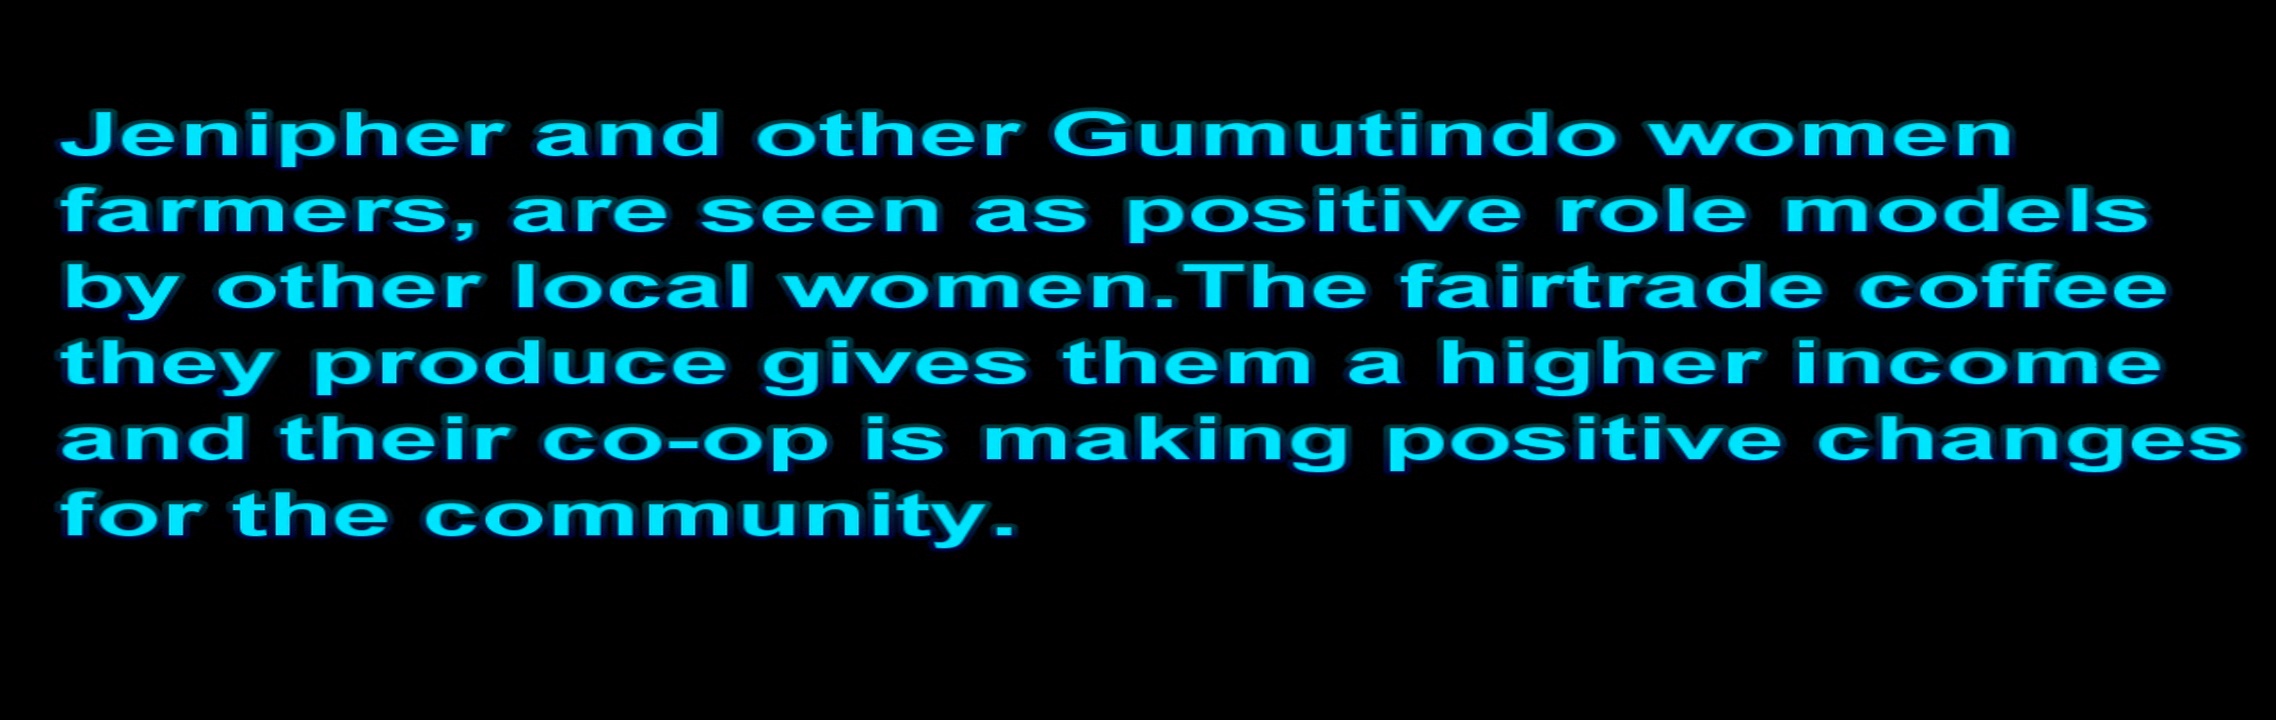 Jenipher and other Gumutindo women
farmers, are seen as positive role models
by other local women.The fairtrade coffee
they produce gives them a higher income
and their co-op is making positive changes
for the community.